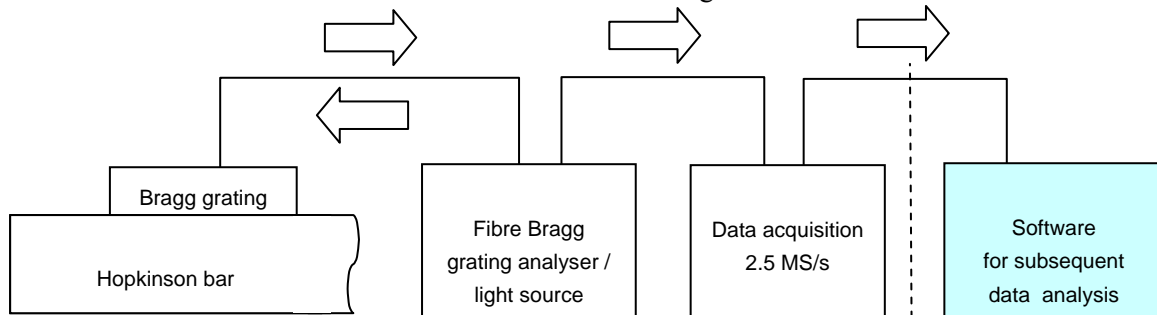 Bragg grating
Hopkinson bar
Fibre Bragg
grating analyser /
light source
Data acquisition
2.5 MS/s
Software
for subsequent
data analysis